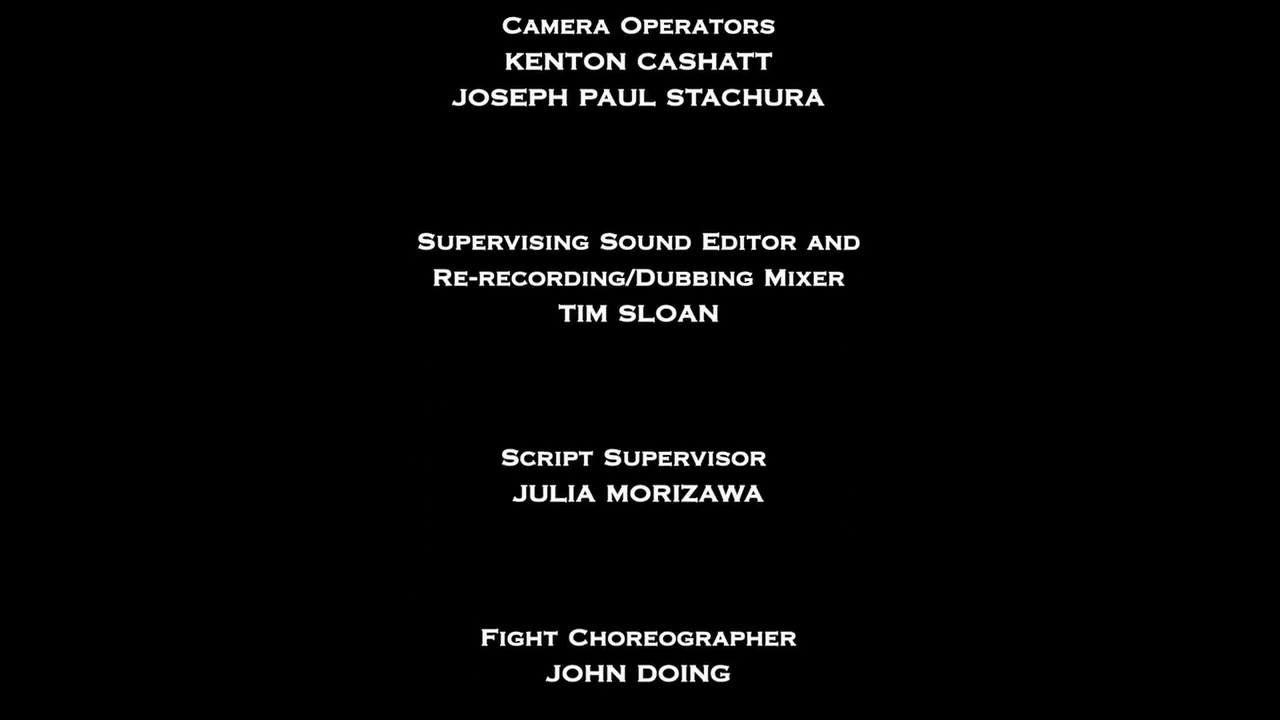 Camera Operators
KENTON CASHATT
JOSEPH PAUL STACHURA
Supervising Sound Editor and
Re-recording/Dubbing Mixer
TIM SLOAN
Script Supervisor
JULIA MORIZAWA
Fight Choreographer
JOHN DOING